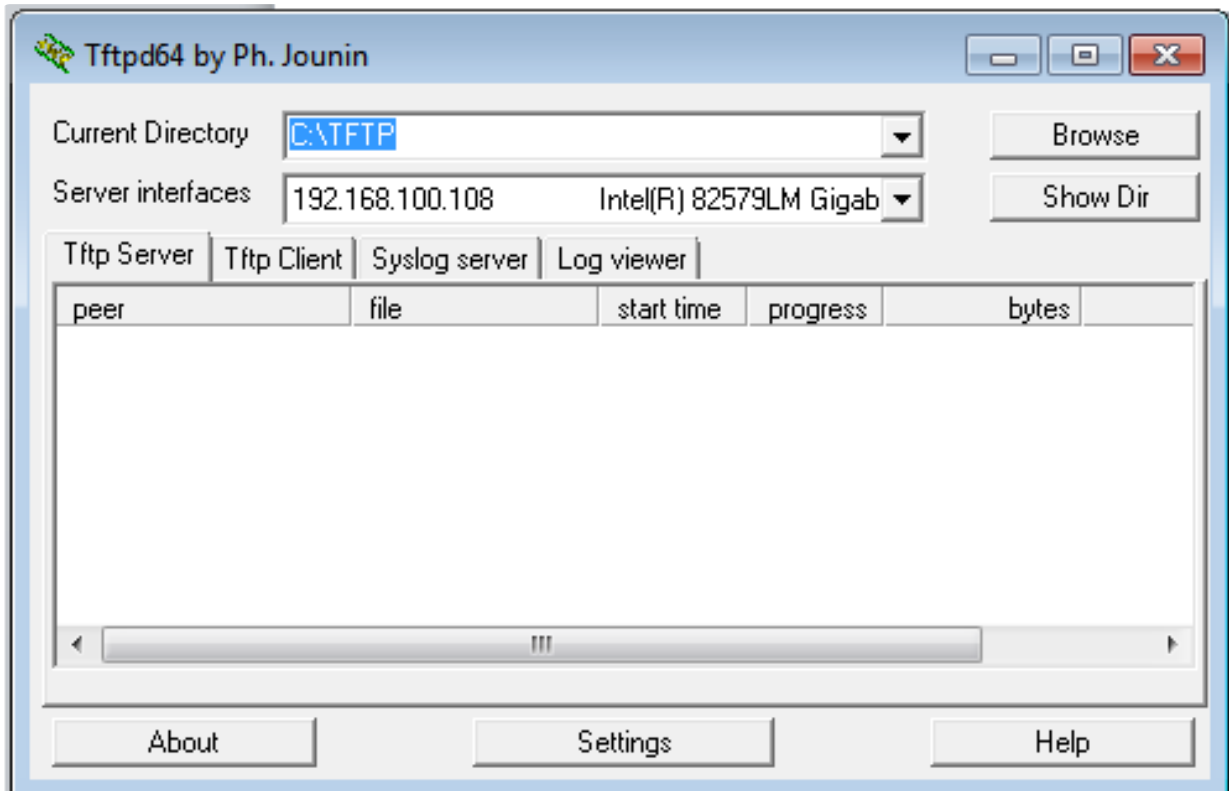 Tftpd64 by Ph. Jounin
Current Directory C:\TFTP Browse
Server interfaces 192.168.100.108 Intel(R) 82579LM Gigab Show Dir
Tftp Server Tftp Client Syslog server Log viewer
peer file start time progress bytes
About Settings Help